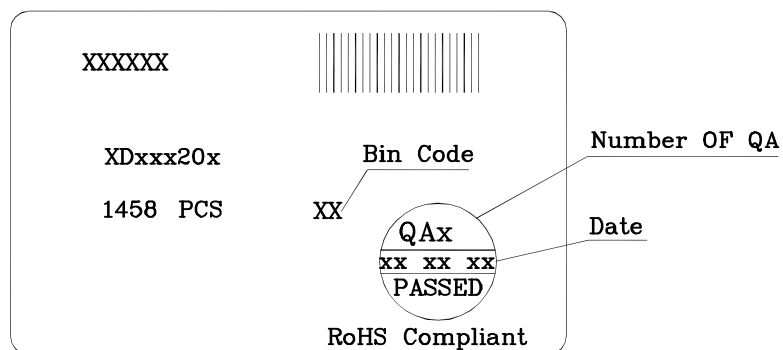 XXXXXX
XDxxx20x
Bin Code
Number OF QA
1458 PCS
XX
QAx
Date
xx xx xx
PASSED
RoHS Compliant